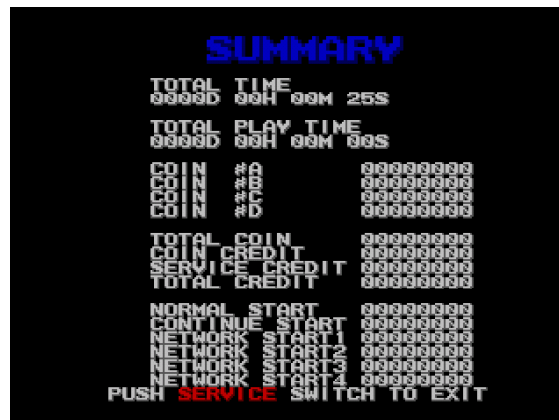 SUMMARY
TOTAL TIME
0000D 00H 00M 25S
TOTAL PLAY TIME
0000D 00H 00M 00S
COIN #A 00000000
COIN #B 00000000
COIN #C 00000000
COIN #D 00000000
TOTAL COIN 00000000
COIN CREDIT 00000000
SERVICE CREDIT 00000000
TOTAL CREDIT 00000000
NORMAL START 00000000
CONTINUE START 00000000
NETWORK START1 00000000
NETWORK START2 00000000
NETWORK START3 00000000
NETWORK START4 00000000
PUSH SERVICE SWITCH TO EXIT